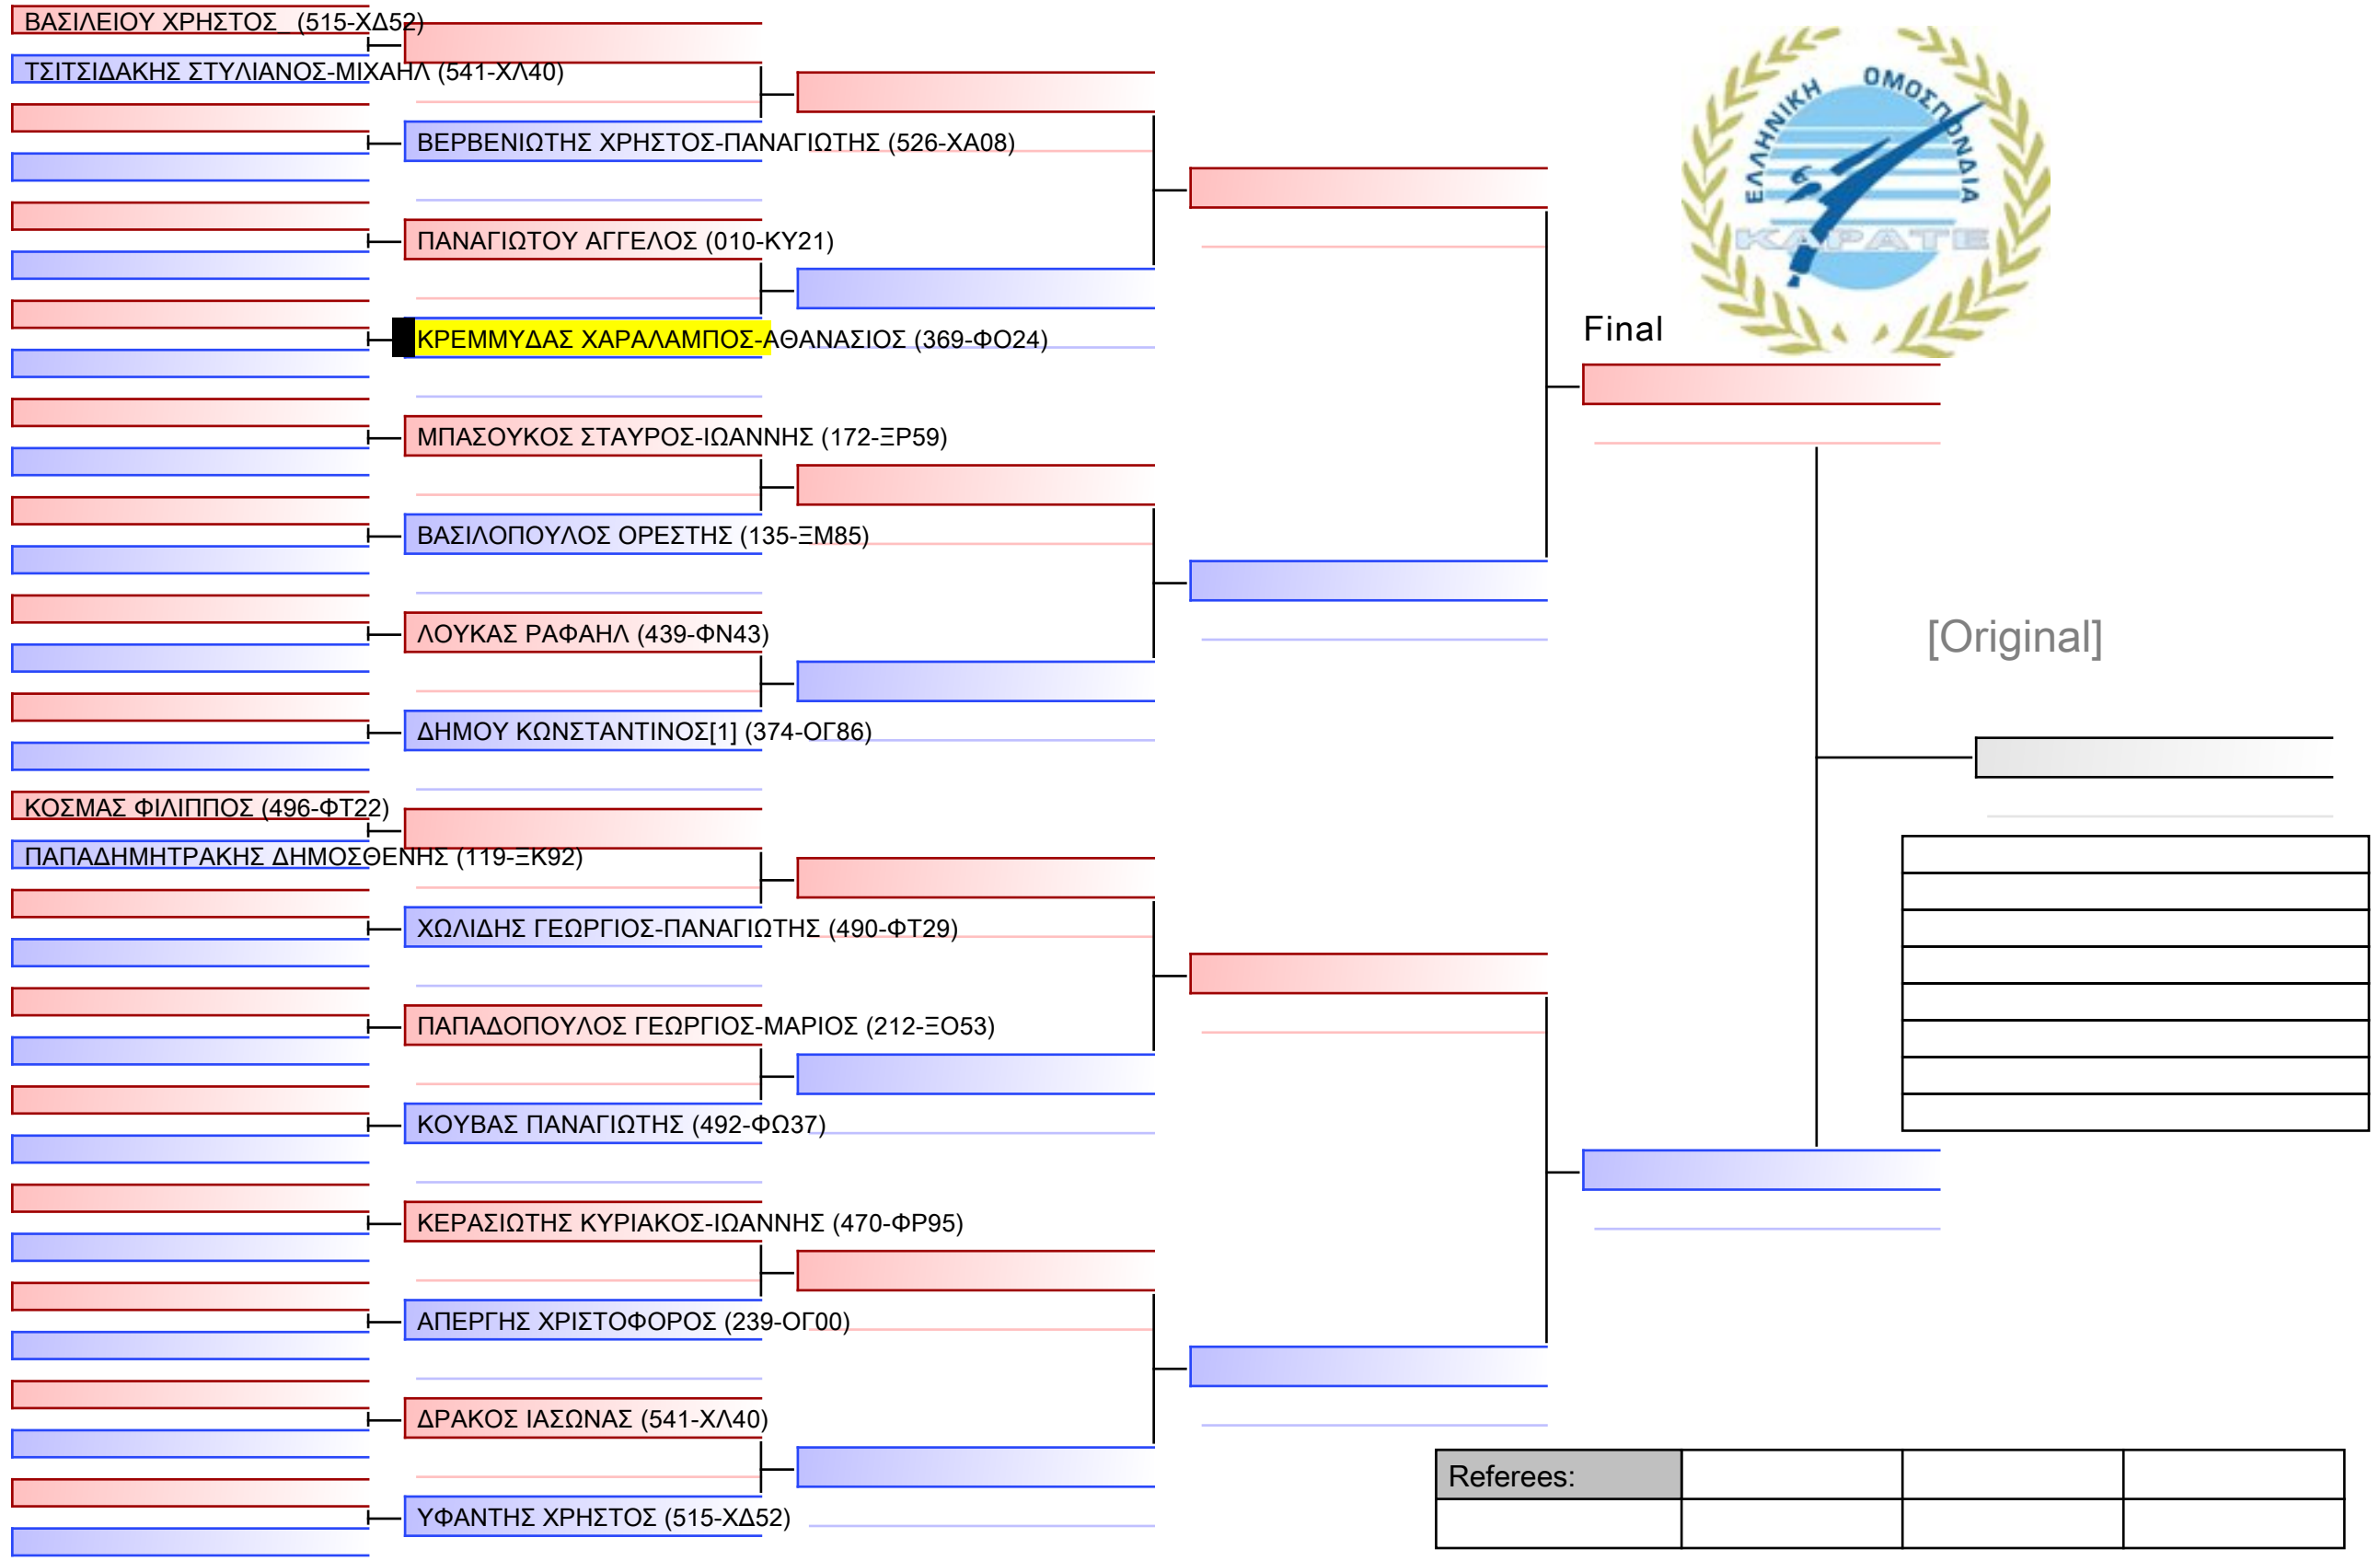 ΒΑΣΙΛΕΙΟΥ ΧΡΗΣΤΟΣ_ (515-ΧΔ52)
ΤΣΙΤΣΙΔΑΚΗΣ ΣΤΥΛΙΑΝΟΣ-ΜΙΧΑΗΛ (541-ΧΛ40)
ΒΕΡΒΕΝΙΩΤΗΣ ΧΡΗΣΤΟΣ-ΠΑΝΑΓΙΩΤΗΣ (526-ΧΑ08)
ΠΑΝΑΓΙΩΤΟΥ ΑΓΓΕΛΟΣ (010-ΚΥ21)
ΚΡΕΜΜΥΔΑΣ ΧΑΡΑΛΑΜΠΟΣ-ΑΘΑΝΑΣΙΟΣ (369-ΦΟ24)
ΜΠΑΣΟΥΚΟΣ ΣΤΑΥΡΟΣ-ΙΩΑΝΝΗΣ (172-ΞΡ59)
ΒΑΣΙΛΟΠΟΥΛΟΣ ΟΡΕΣΤΗΣ (135-ΞΜ85)
ΛΟΥΚΑΣ ΡΑΦΑΗΛ (439-ΦΝ43)
ΔΗΜΟΥ ΚΩΝΣΤΑΝΤΙΝΟΣ[1] (374-ΟΓ86)
ΚΟΣΜΑΣ ΦΙΛΙΠΠΟΣ (496-ΦΤ22)
ΠΑΠΑΔΗΜΗΤΡΑΚΗΣ ΔΗΜΟΣΘΕΝΗΣ (119-ΞΚ92)
ΧΩΛΙΔΗΣ ΓΕΩΡΓΙΟΣ-ΠΑΝΑΓΙΩΤΗΣ (490-ΦΤ29)
ΠΑΠΑΔΟΠΟΥΛΟΣ ΓΕΩΡΓΙΟΣ-ΜΑΡΙΟΣ (212-ΞΟ53)
ΚΟΥΒΑΣ ΠΑΝΑΓΙΩΤΗΣ (492-ΦΩ37)
ΚΕΡΑΣΙΩΤΗΣ ΚΥΡΙΑΚΟΣ-ΙΩΑΝΝΗΣ (470-ΦΡ95)
ΑΠΕΡΓΗΣ ΧΡΙΣΤΟΦΟΡΟΣ (239-ΟΓ00)
ΔΡΑΚΟΣ ΙΑΣΩΝΑΣ (541-ΧΛ40)
ΥΦΑΝΤΗΣ ΧΡΗΣΤΟΣ (515-ΧΔ52)
ΕΛΛΗΝΙΚΗ ΟΜΟΣΠΟΝΔΙΑ
ΚΑΡΑΤΕ
Final
[Original]
Referees: